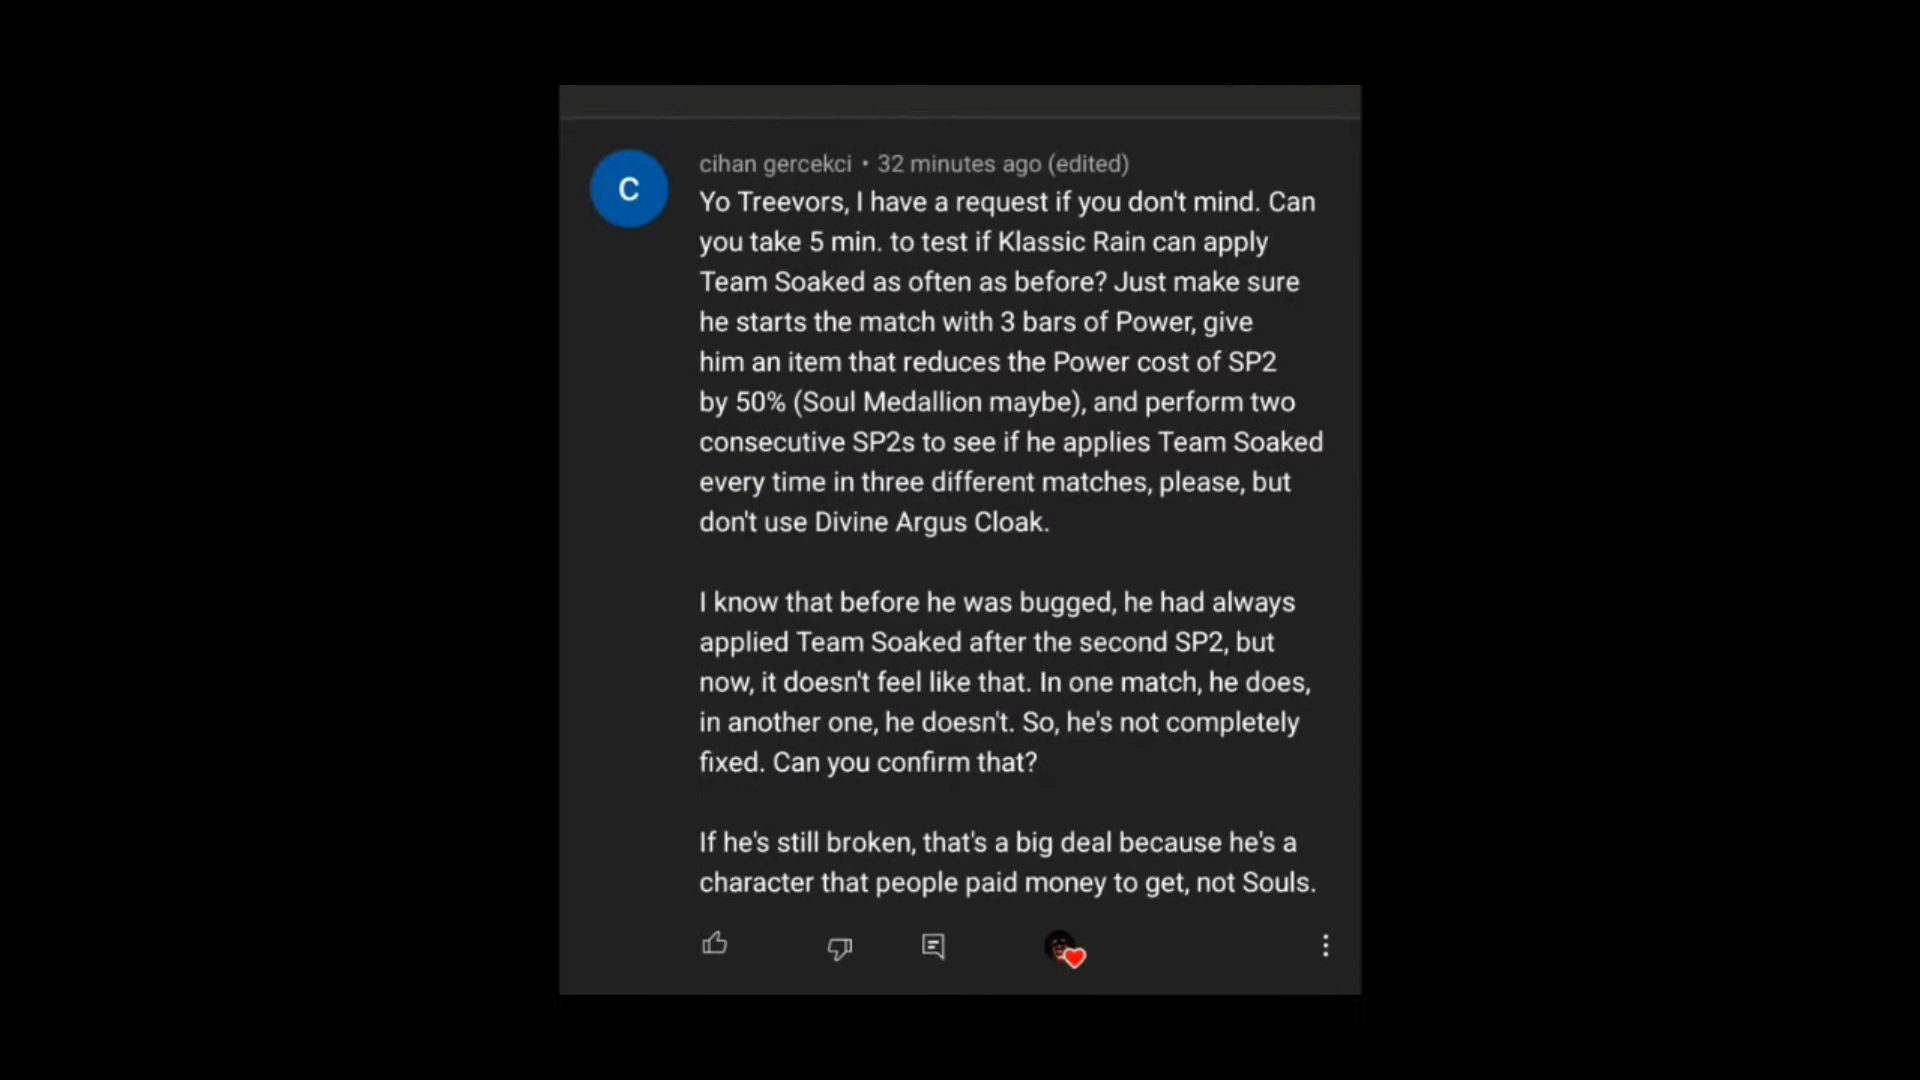 C
cihan gercekci • 32 minutes ago (edited)
Yo Treevors, I have a request if you don't mind. Can
you take 5 min. to test if Klassic Rain can apply
Team Soaked as often as before? Just make sure
he starts the match with 3 bars of Power, give
him an item that reduces the Power cost of SP2
by 50% (Soul Medallion maybe), and perform two
consecutive SP2s to see if he applies Team Soaked
every time in three different matches, please, but
don't use Divine Argus Cloak.
I know that before he was bugged, he had always
applied Team Soaked after the second SP2, but
now, it doesn't feel like that. In one match, he does,
in another one, he doesn't. So, he's not completely
fixed. Can you confirm that?
If he's still broken, that's a big deal because he's a
character that people paid money to get, not Souls.